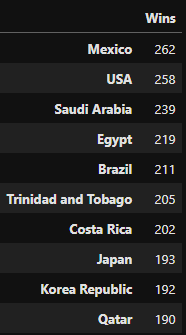 Wins
Mexico 262
USA 258
Saudi Arabia 239
Egypt 219
Brazil 211
Trinidad and Tobago 205
Costa Rica 202
Japan 193
Korea Republic 192
Qatar 190